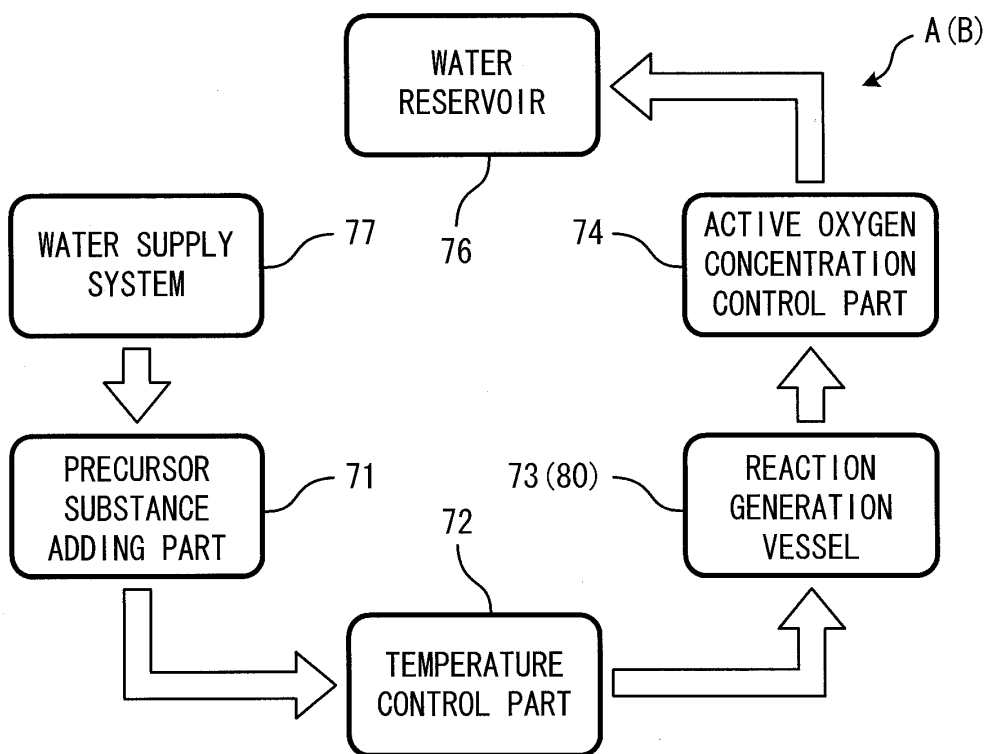 A(B)
WATER
RESERVOIR
76
WATER SUPPLY
SYSTEM
77
74
ACTIVE OXYGEN
CONCENTRATION
CONTROL PART
PRECURSOR
SUBSTANCE
ADDING PART
71
72
73(80)
REACTION
GENERATION
VESSEL
TEMPERATURE
CONTROL PART